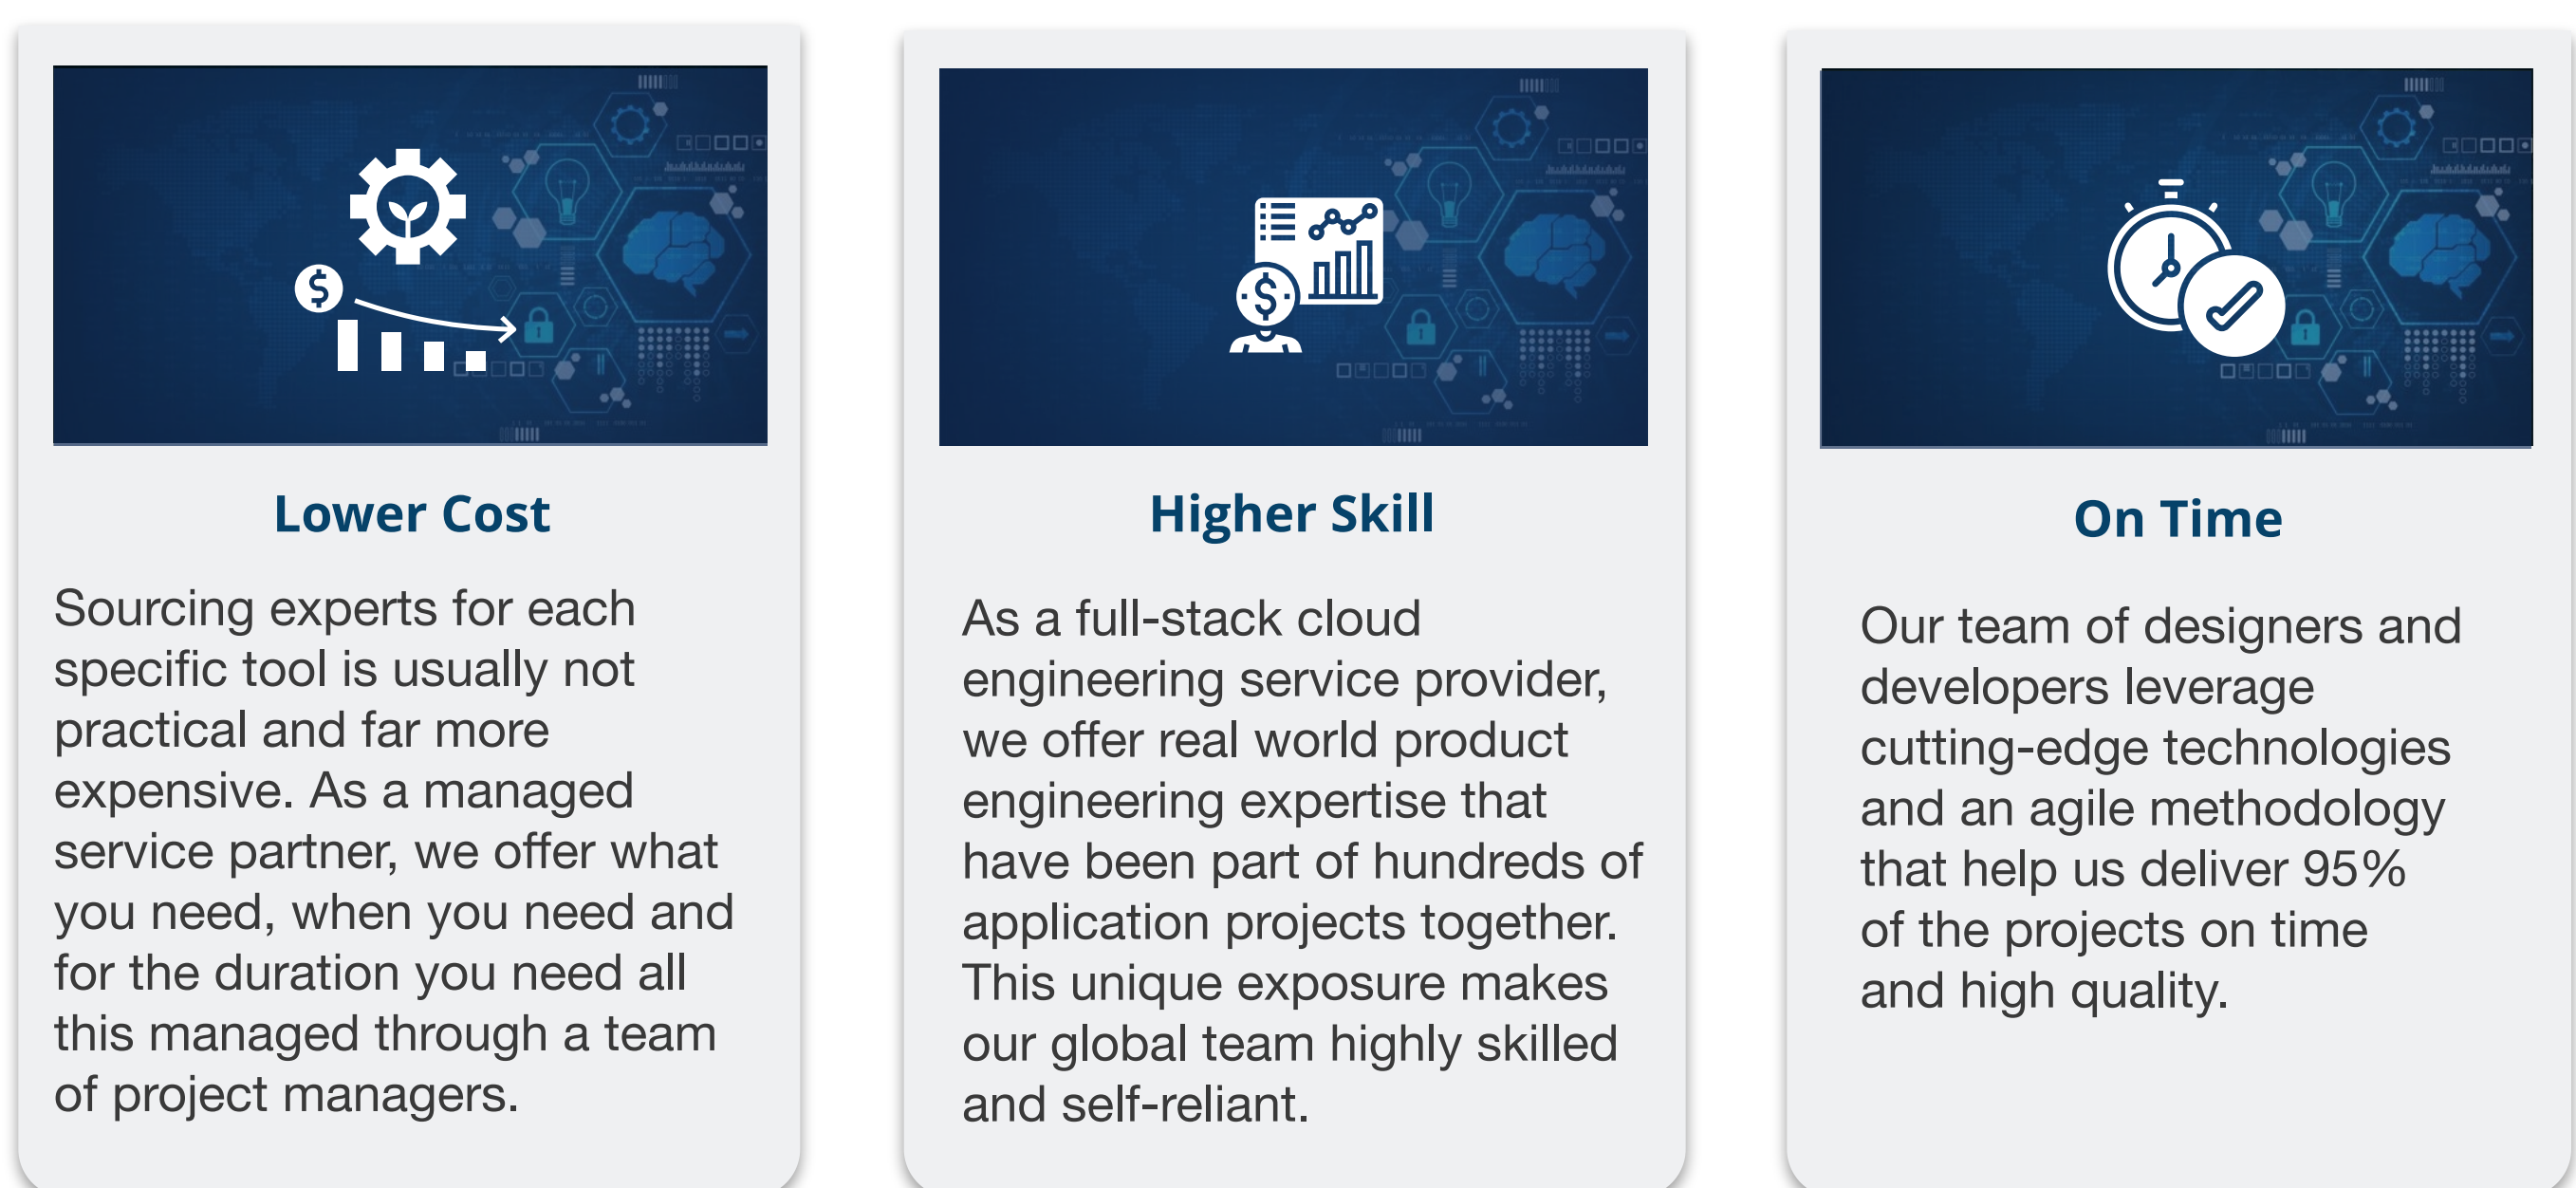 Lower Cost
Sourcing experts for each
specific tool is usually not
practical and far more
expensive. As a managed
service partner, we offer what
you need, when you need and
for the duration you need all
this managed through a team
of project managers.
Higher Skill
As a full-stack cloud
engineering service provider,
we offer real world product
engineering expertise that
have been part of hundreds of
application projects together.
This unique exposure makes
our global team highly skilled
and self-reliant.
On Time
Our team of designers and
developers leverage
cutting-edge technologies
and an agile methodology
that help us deliver 95%
of the projects on time
and high quality.